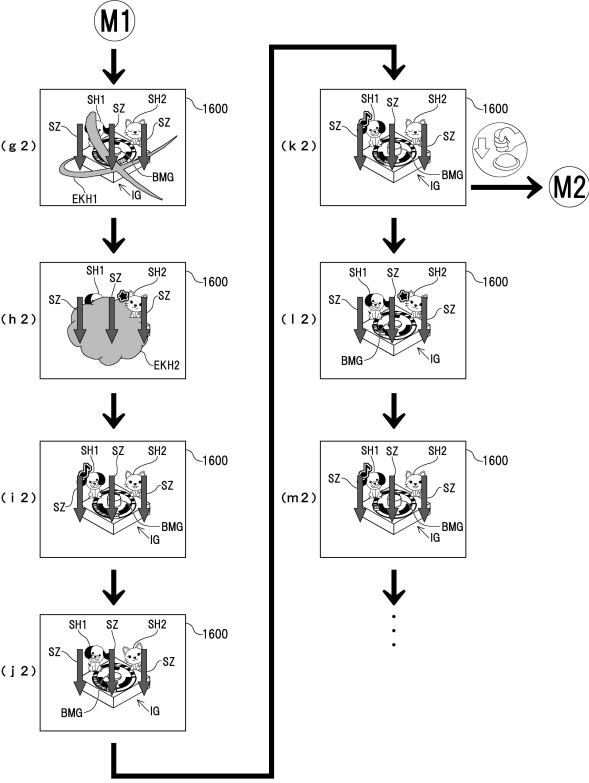 M1
SH1 SZ SH2 1600
SZ SZ
(g2)
EKH1 IG BMG
SH1 SZ SH2 1600
SZ SZ
(h2)
EKH2
SH1 SZ SH2 1600
SZ SZ
(i2)
BMG
IG
SH1 SZ SH2 1600
SZ SZ
(j2)
BMG IG
SH1 SZ SH2 1600
SZ SZ
(k2)
BMG
IG
M2
SH1 SZ SH2 1600
SZ SZ
(l2)
BMG IG
SH1 SZ SH2 1600
SZ SZ
(m2)
BMG
IG